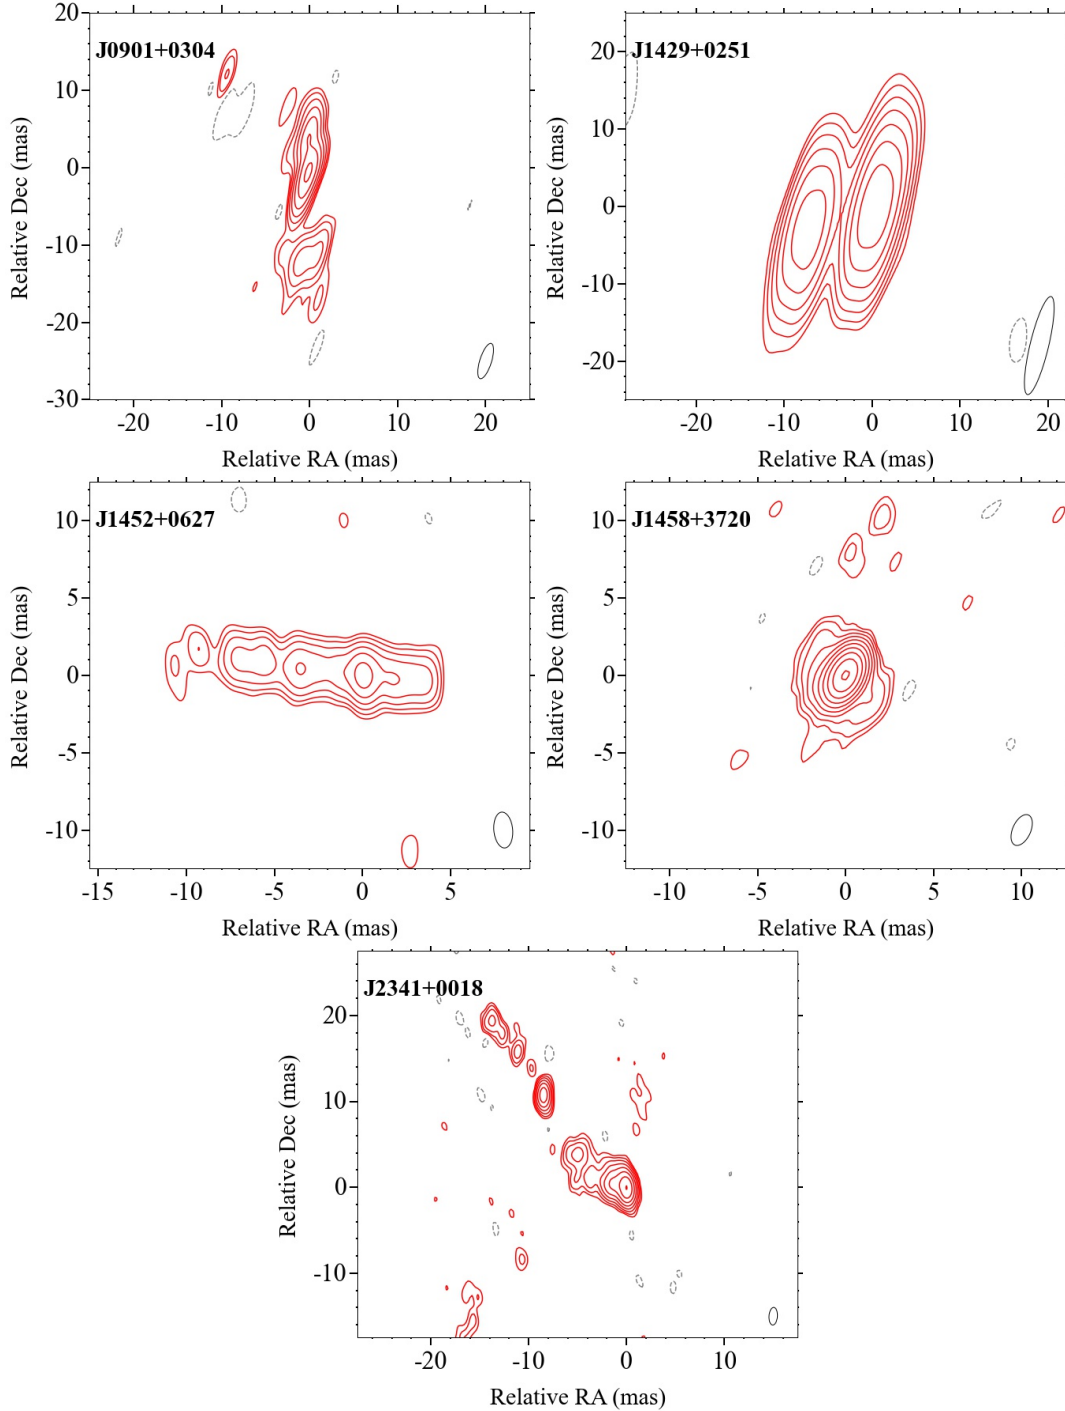 20
10
0
-10
-20
-30
J0901+0304
Relative Dec (mas)
-20 -10 0 10 20
Relative RA (mas)
20
10
0
-10
-20
J1429+0251
Relative Dec (mas)
-20 -10 0 10 20
Relative RA (mas)
10
5
0
-5
-10
J1452+0627
Relative Dec (mas)
-15 -10 -5 0 5
Relative RA (mas)
10
5
0
-5
-10
J1458+3720
Relative Dec (mas)
-10 -5 0 5 10
Relative RA (mas)
20
10
0
-10
J2341+0018
Relative Dec (mas)
-20 -10 0 10
Relative RA (mas)